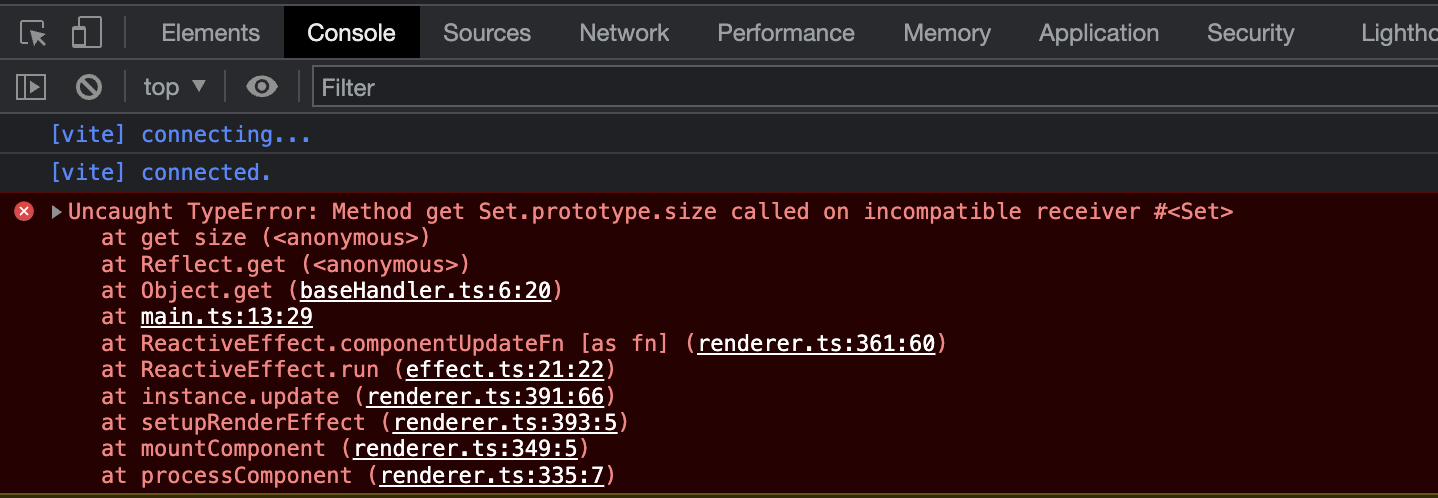 Elements Console Sources Network Performance Memory Application Security Lighthc
top Filter
[vite] connecting...
[vite] connected.
Uncaught TypeError: Method get Set.prototype.size called on incompatible receiver #<Set>
at get size (<anonymous>)
at Reflect.get (<anonymous>)
at Object.get (baseHandler.ts:6:20)
at main.ts:13:29
at ReactiveEffect.componentUpdateFn [as fn] (renderer.ts:361:60)
at ReactiveEffect.run (effect.ts:21:22)
at instance.update (renderer.ts:391:66)
at setupRenderEffect (renderer.ts:393:5)
at mountComponent (renderer.ts:349:5)
at processComponent (renderer.ts:335:7)